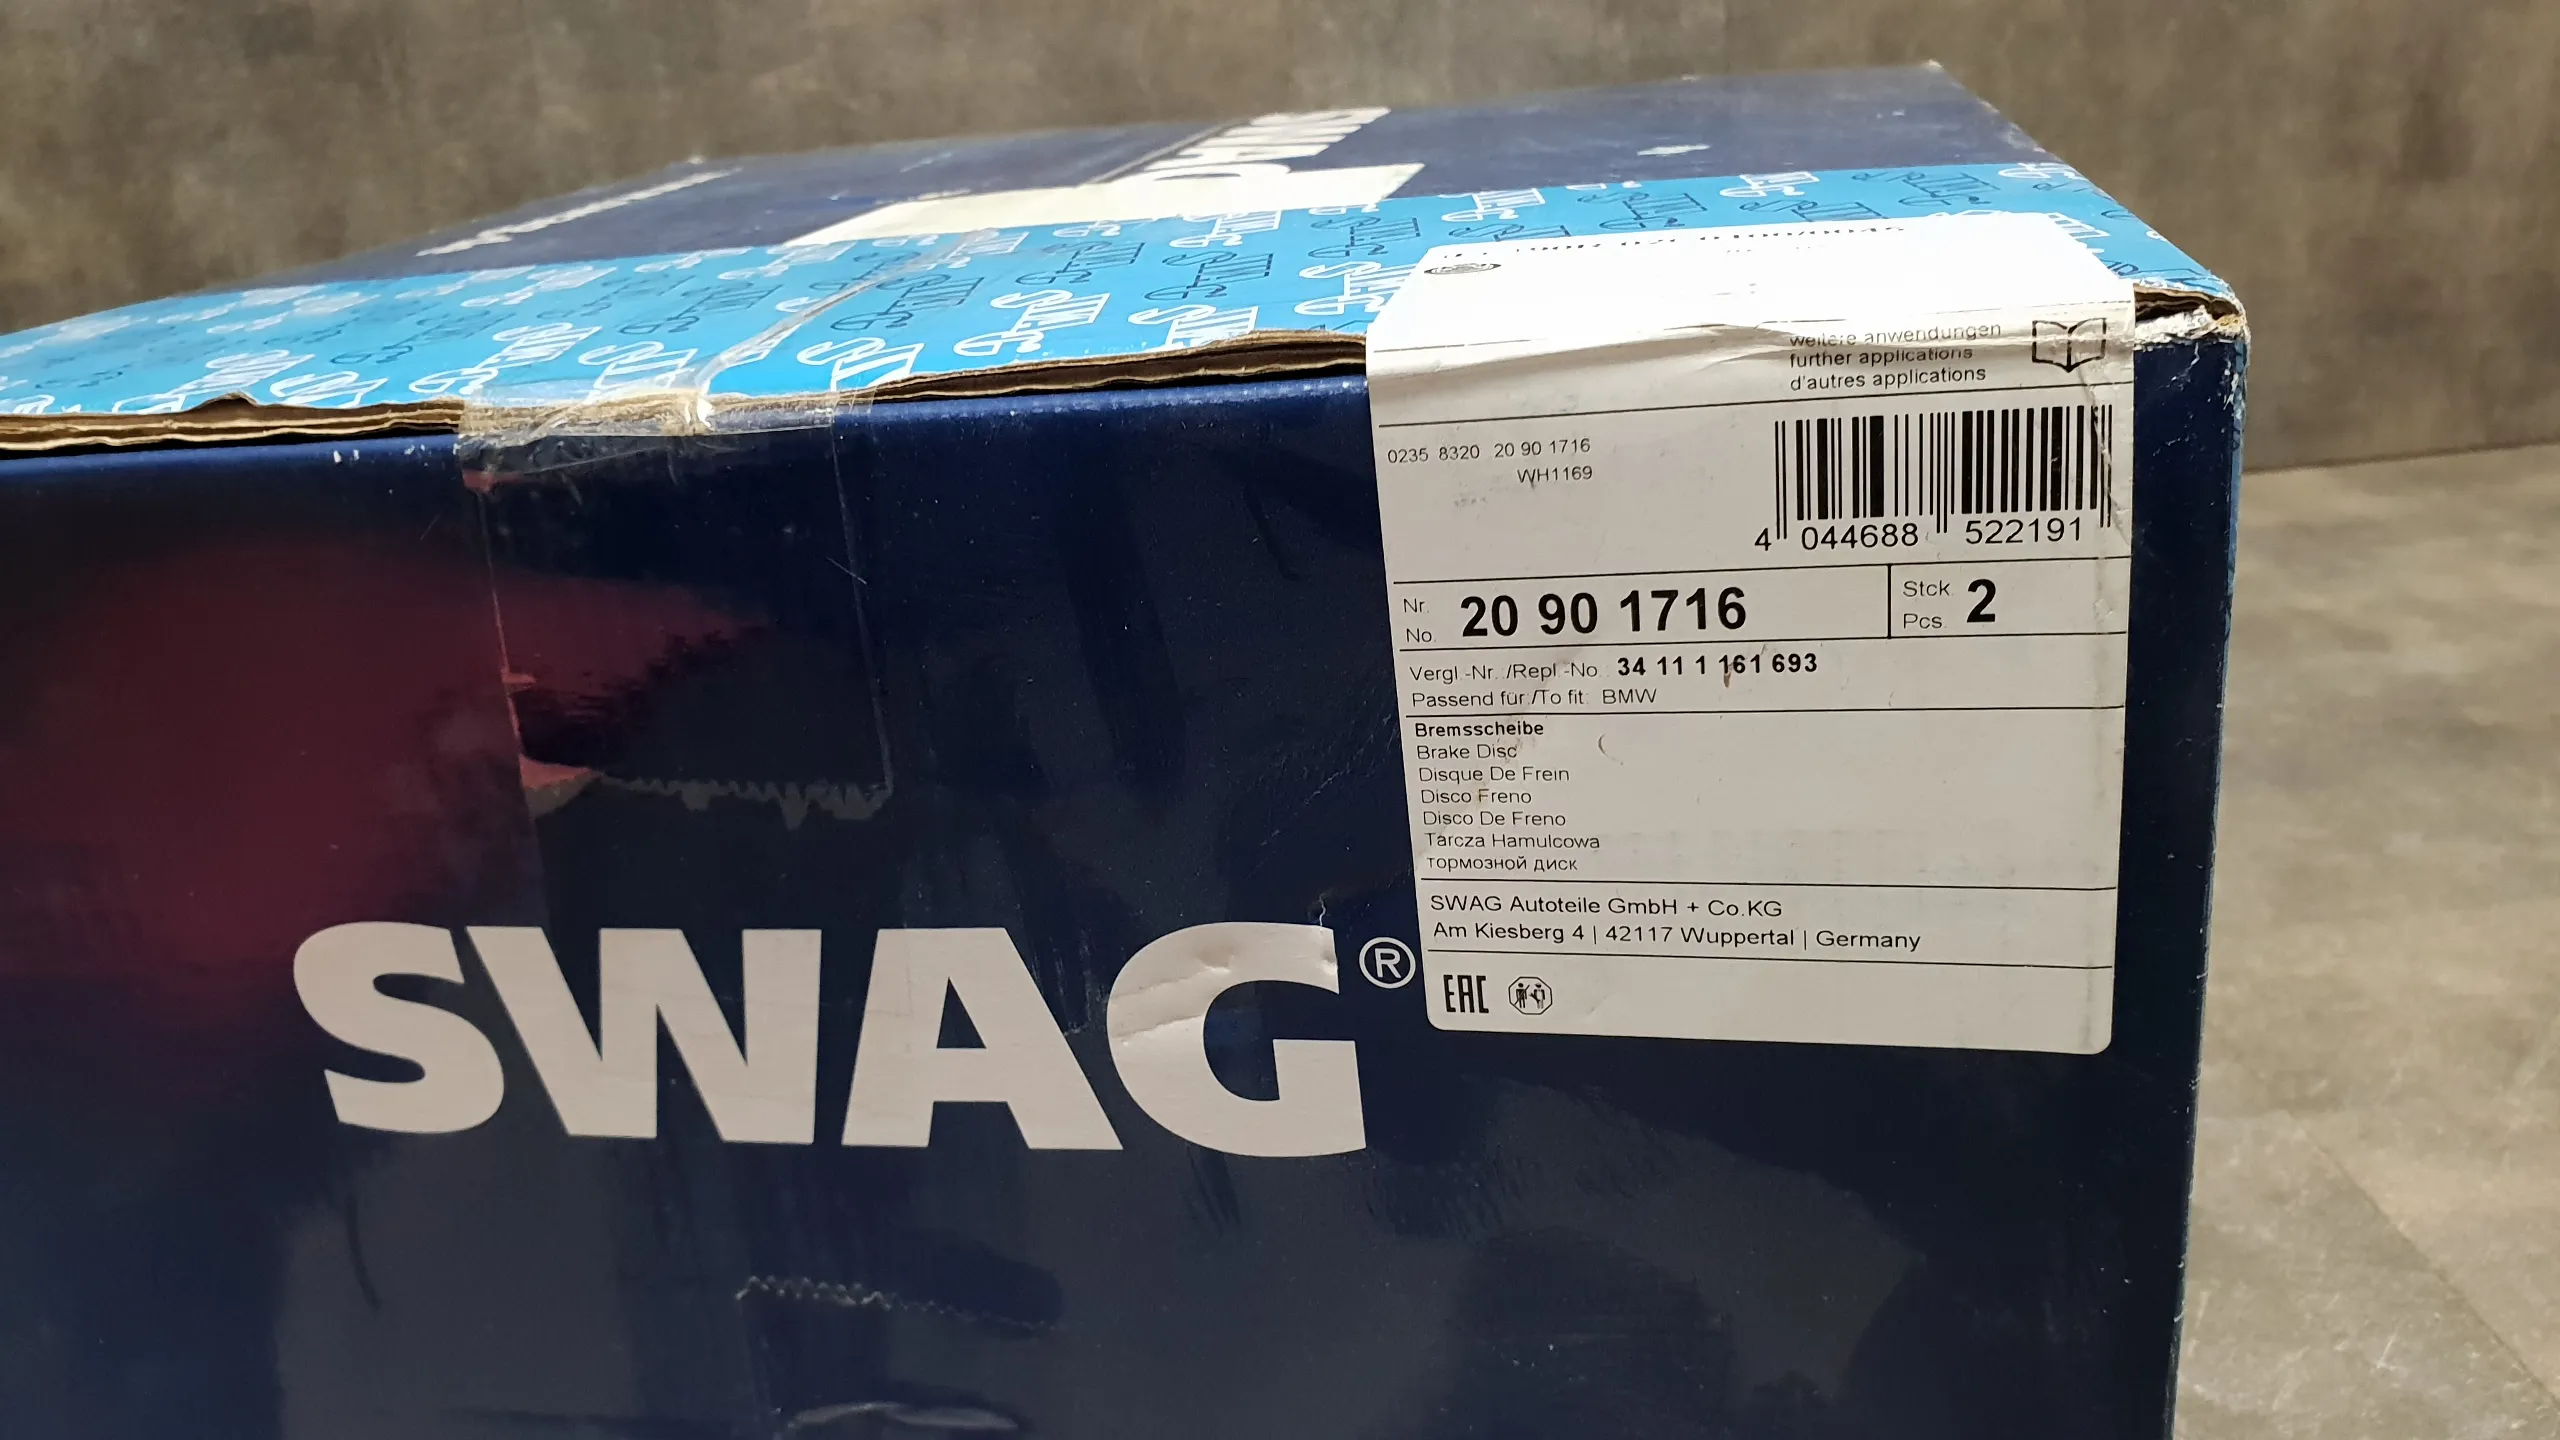 weitere anwendungen
further applications
d'autres applications
0235 8320 20 90 1716
WH1169
4 044688 522191
Nr.
No. 20 90 1716
Stck.
Pcs. 2
Vergl.-Nr.:/Repl.-No.: 34 11 1 161 693
Passend für:/To fit: BMW
Bremsscheibe
Brake Disc
Disque De Frein
Disco Freno
Disco De Freno
Tarcza Hamulcowa
тормозной диск
SWAG Autoteile GmbH + Co.KG
Am Kiesberg 4 | 42117 Wuppertal | Germany
EAC
SWAG®